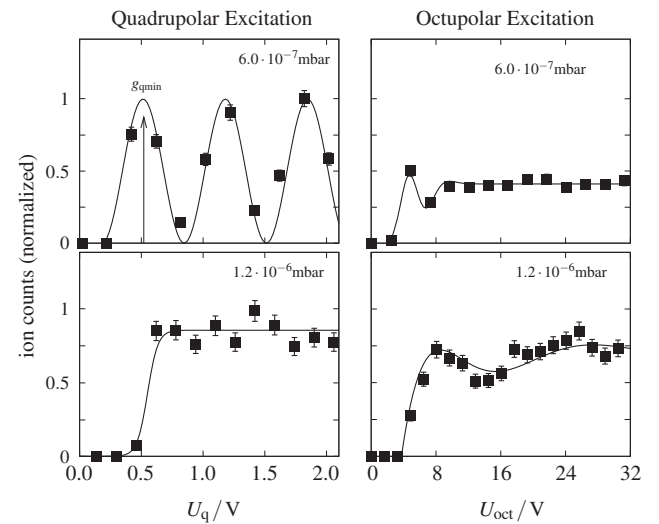 Quadrupolar Excitation
Octupolar Excitation
6.0 · 10⁻⁷mbar
g_qmin
1
0.5
0
6.0 · 10⁻⁷mbar
ion counts (normalized)
1.2 · 10⁻⁶mbar
1
0.5
0
1.2 · 10⁻⁶mbar
0 0.5 1.0 1.5 2.0
0 8 16 24 32
U_q / V
U_oct / V